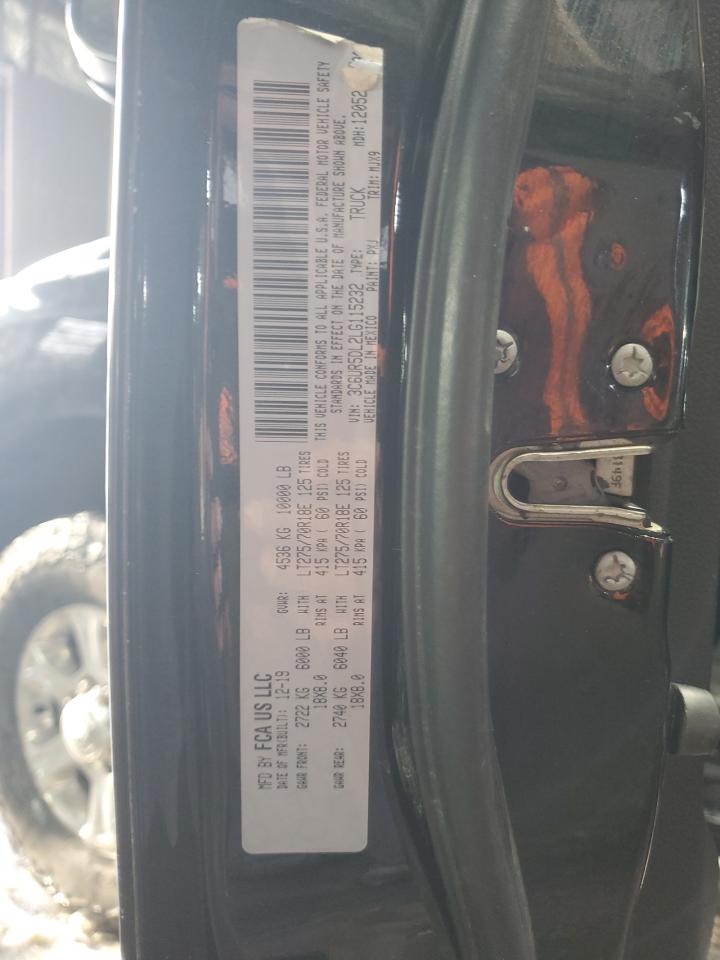 MFD BY FCA US LLC
DATE OF MFR(BUILT): 12-19 GVWR: 4536 KG 10000 LB
GAWR FRONT: 2722 KG 6000 LB WITH LT275/70R18E 125 TIRES
18X8.0 RIMS AT 415 KPA ( 60 PSI) COLD
GAWR REAR: 2740 KG 6040 LB WITH LT275/70R18E 125 TIRES
18X8.0 RIMS AT 415 KPA ( 60 PSI) COLD
THIS VEHICLE CONFORMS TO ALL APPLICABLE U.S.A. FEDERAL MOTOR VEHICLE SAFETY
STANDARDS IN EFFECT ON THE DATE OF MANUFACTURE SHOWN ABOVE.
VIN: 3C6UR5DL2LG115232 TYPE: TRUCK MDH: 12052
VEHICLE MADE IN MEXICO PAINT: PXJ TRIM: MJX9